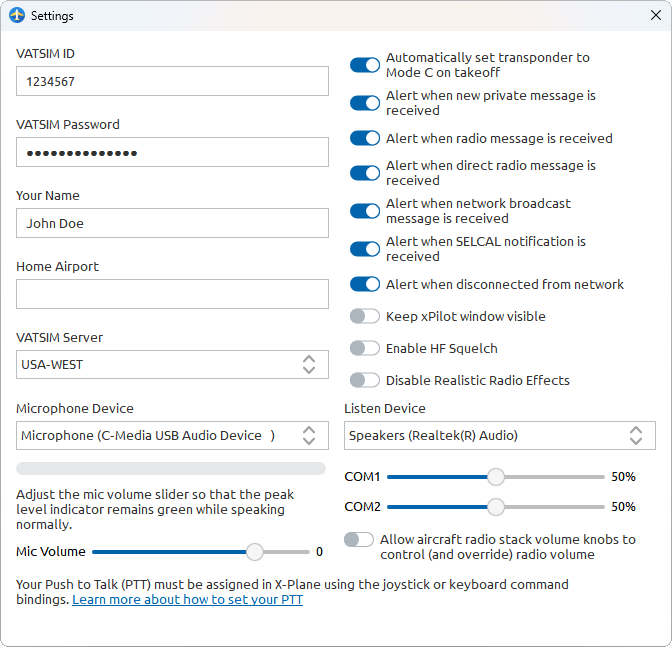 Settings
VATSIM ID
1234567
VATSIM Password
••••••••••••••
Your Name
John Doe
Home Airport
VATSIM Server
USA-WEST
Microphone Device
Microphone (C-Media USB Audio Device )
Adjust the mic volume slider so that the peak
level indicator remains green while speaking
normally.
Mic Volume 0
Automatically set transponder to
Mode C on takeoff
Alert when new private message is
received
Alert when radio message is received
Alert when direct radio message is
received
Alert when network broadcast
message is received
Alert when SELCAL notification is
received
Alert when disconnected from network
Keep xPilot window visible
Enable HF Squelch
Disable Realistic Radio Effects
Listen Device
Speakers (Realtek(R) Audio)
COM1 50%
COM2 50%
Allow aircraft radio stack volume knobs to
control (and override) radio volume
Your Push to Talk (PTT) must be assigned in X-Plane using the joystick or keyboard command
bindings. Learn more about how to set your PTT